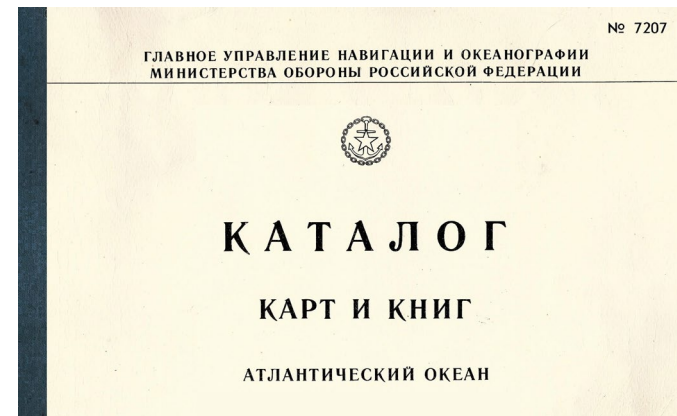 № 7207
ГЛАВНОЕ УПРАВЛЕНИЕ НАВИГАЦИИ И ОКЕАНОГРАФИИ
МИНИСТЕРСТВА ОБОРОНЫ РОССИЙСКОЙ ФЕДЕРАЦИИ
КАТАЛОГ
КАРТ И КНИГ
АТЛАНТИЧЕСКИЙ ОКЕАН